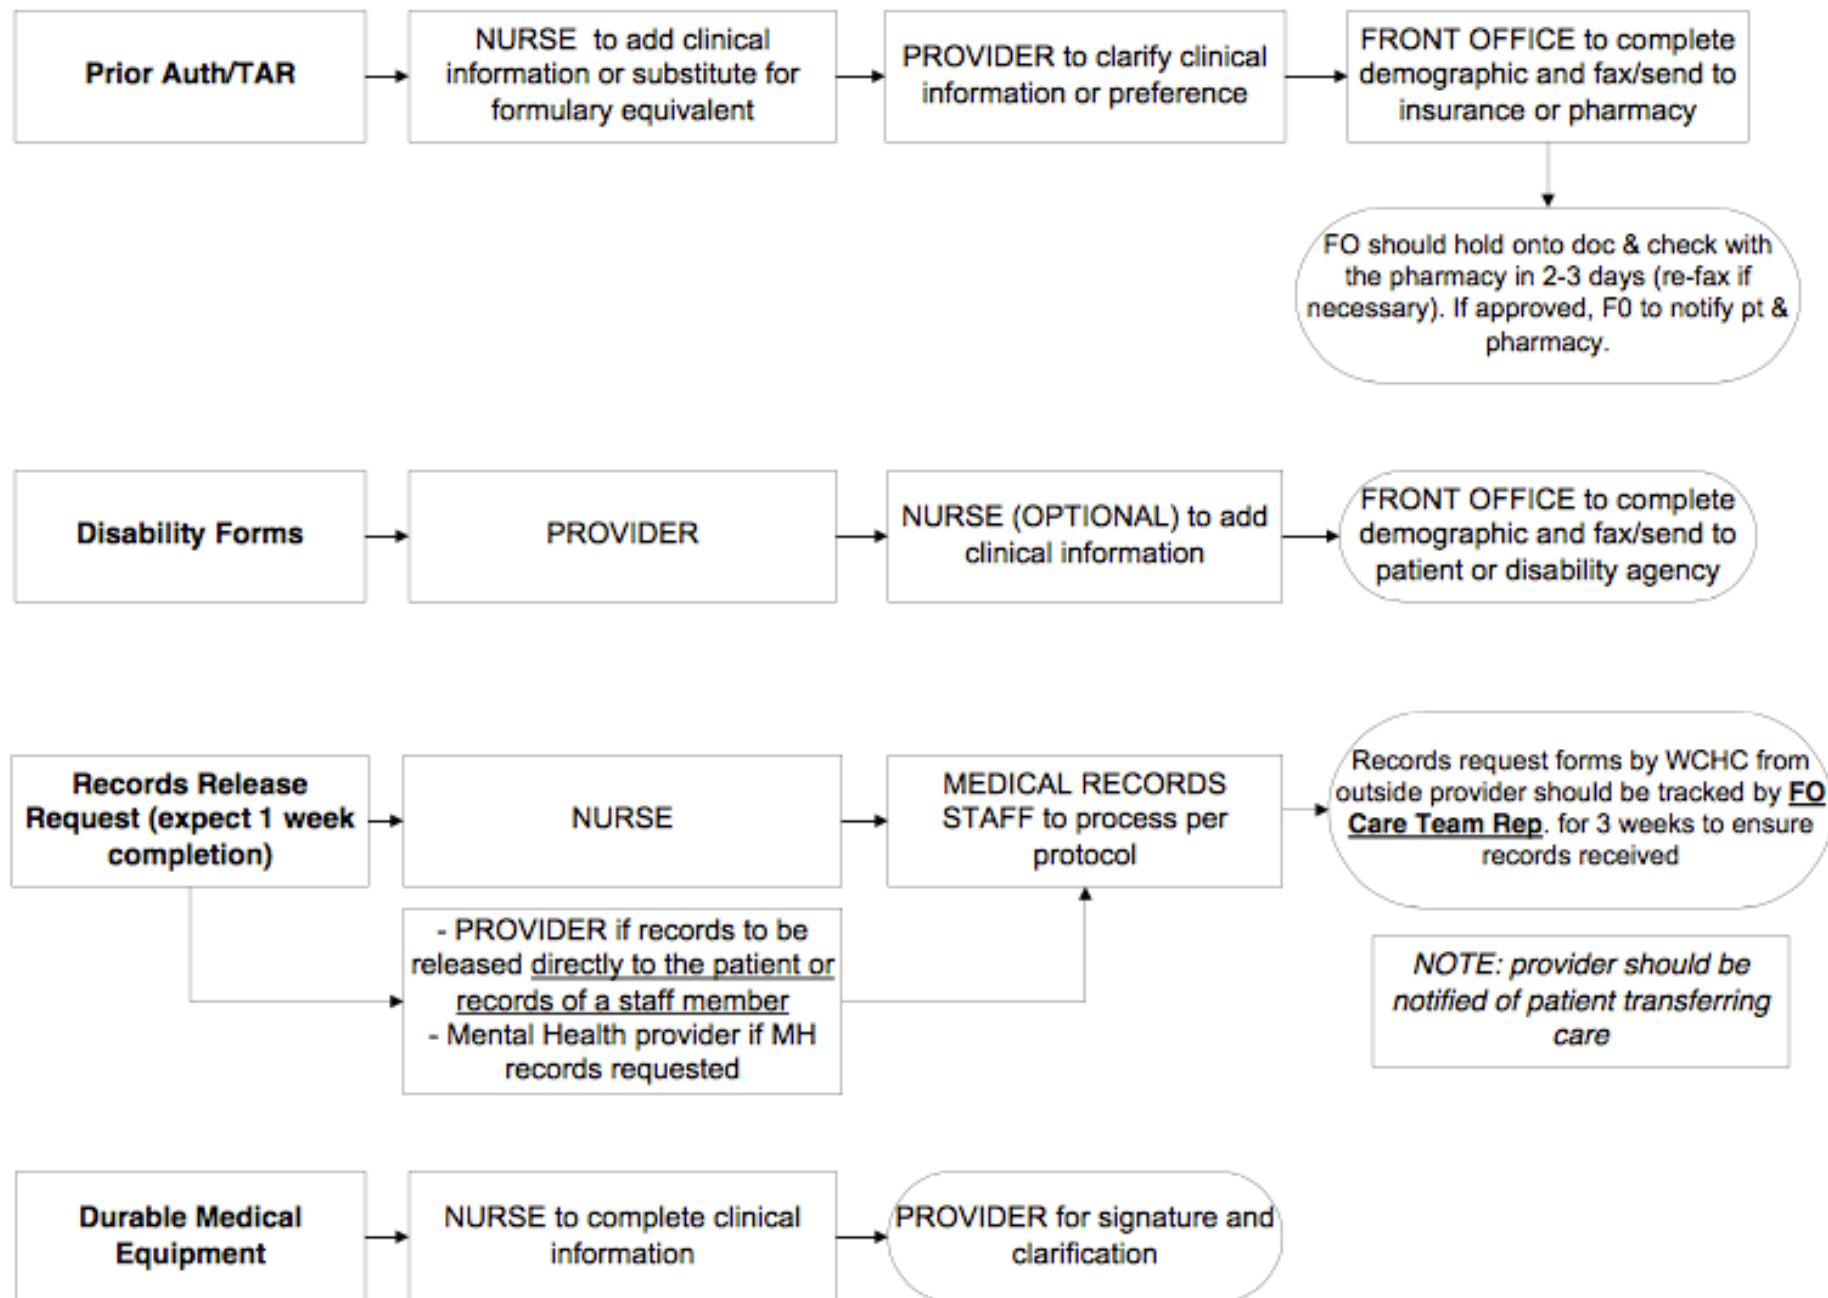 Prior Auth/TAR
NURSE to add clinical
information or substitute for
formulary equivalent
PROVIDER to clarify clinical
information or preference
FRONT OFFICE to complete
demographic and fax/send to
insurance or pharmacy
FO should hold onto doc & check with
the pharmacy in 2-3 days (re-fax if
necessary). If approved, F0 to notify pt &
pharmacy.
Disability Forms
PROVIDER
NURSE (OPTIONAL) to add
clinical information
FRONT OFFICE to complete
demographic and fax/send to
patient or disability agency
Records Release
Request (expect 1 week
completion)
NURSE
MEDICAL RECORDS
STAFF to process per
protocol
Records request forms by WCHC from
outside provider should be tracked by FO
Care Team Rep. for 3 weeks to ensure
records received
- PROVIDER if records to be
released directly to the patient or
records of a staff member
- Mental Health provider if MH
records requested
NOTE: provider should be
notified of patient transferring
care
Durable Medical
Equipment
NURSE to complete clinical
information
PROVIDER for signature and
clarification